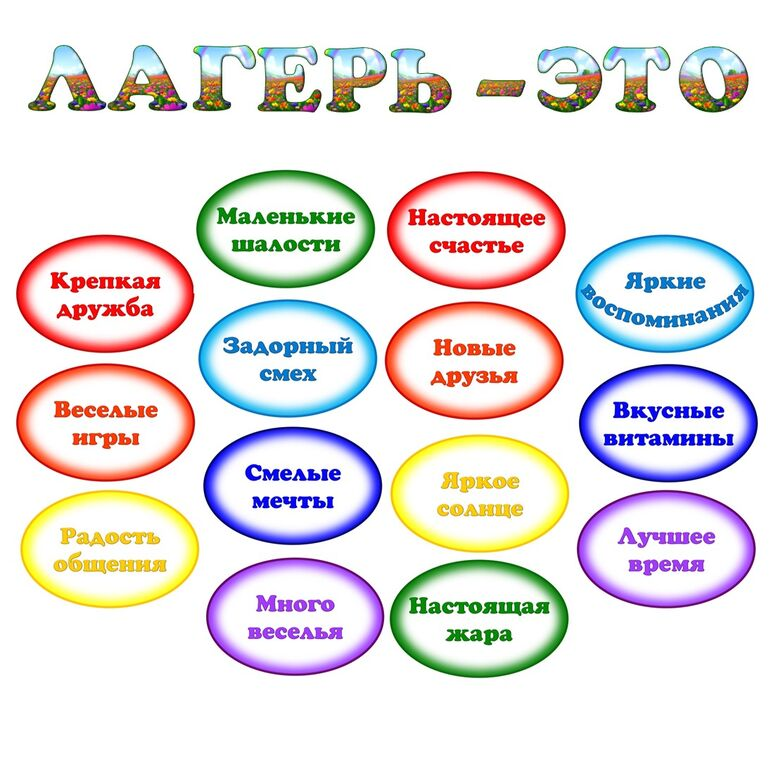 ЛАГЕРЬ - ЭТО
Маленькие
шалости
Настоящее
счастье
Крепкая
дружба
Яркие
воспоминания
Задорный
смех
Новые
друзья
Веселые
игры
Вкусные
витамины
Смелые
мечты
Яркое
солнце
Радость
общения
Лучшее
время
Много
веселья
Настоящая
жара